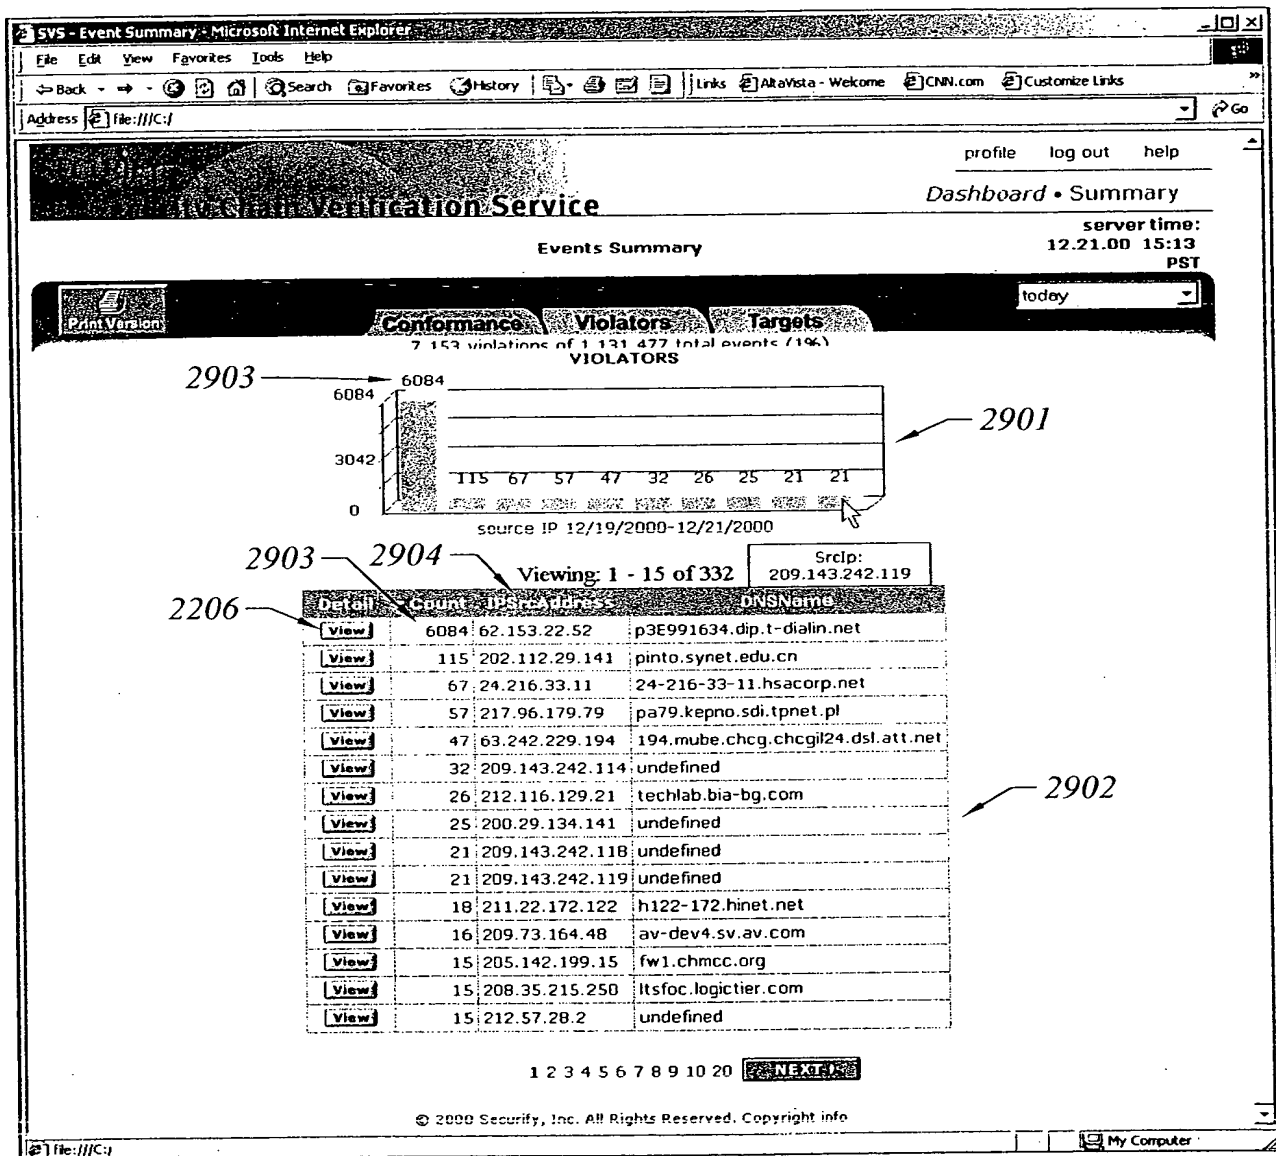 SVS - Event Summary - Microsoft Internet Explorer
File Edit View Favorites Tools Help
Back Search Favorites History Links AltaVista - Welcome CNN.com Customize Links »
Address file:///C:/ Go
profile log out help
Chain Verification Service
Dashboard • Summary
Events Summary
server time:
12.21.00 15:13
PST
Print Version
today
Conformance Violators Targets
7,153 violations of 1,131,477 total events (1%)
VIOLATORS
2903
6084
6084
2901
3042
115 67 57 47 32 26 25 21 21
0
source IP 12/19/2000-12/21/2000
2903 2904
Viewing: 1 - 15 of 332
SrcIp:
209.143.242.119
2206
Detail Count IPSrcAddress DNSName
View 6084 62.153.22.52 p3E991634.dip.t-dialin.net
View 115 202.112.29.141 pinto.synet.edu.cn
View 67 24.216.33.11 24-216-33-11.hsacorp.net
View 57 217.96.179.79 pa79.kepno.sdi.tpnet.pl
View 47 63.242.229.194 194.mube.chcg.chcgil24.dsl.att.net
View 32 209.143.242.114 undefined
View 26 212.116.129.21 techlab.bia-bg.com
2902
View 25 200.29.134.141 undefined
View 21 209.143.242.118 undefined
View 21 209.143.242.119 undefined
View 18 211.22.172.122 h122-172.hinet.net
View 16 209.73.164.48 av-dev4.sv.av.com
View 15 205.142.199.15 fw1.chmcc.org
View 15 208.35.215.250 ltsfoc.logictier.com
View 15 212.57.28.2 undefined
1 2 3 4 5 6 7 8 9 10 20 NEXT
© 2000 Securify, Inc. All Rights Reserved. Copyright info
file:///C:/ My Computer